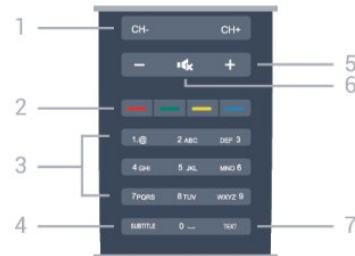 1 CH- CH+
− + 5
6
2
1.@ 2 ABC DEF 3
3 4 GHI 5 JKL MNO 6
7PQRS 8 TUV WXYZ 9
4 SUBTITLE 0 TEXT 7